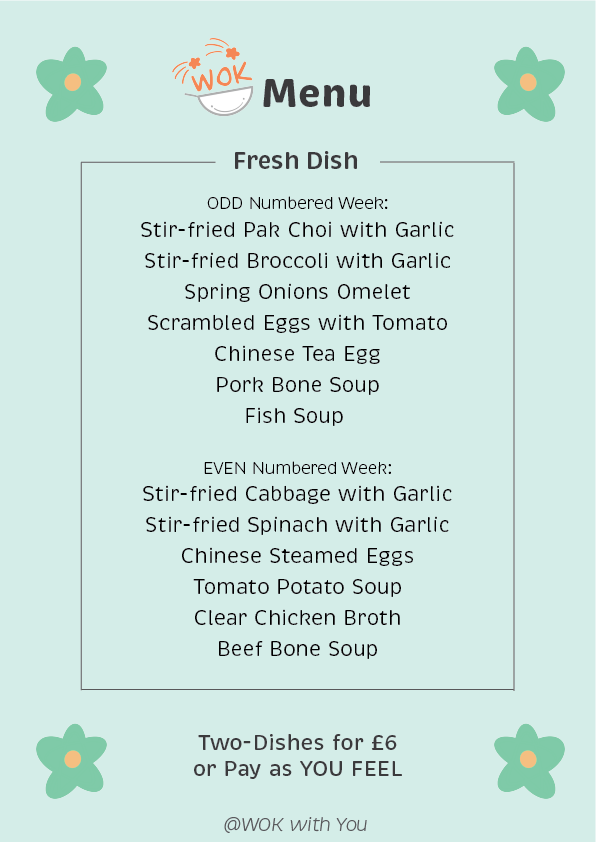 WOK Menu
Fresh Dish
ODD Numbered Week:
Stir-fried Pak Choi with Garlic
Stir-fried Broccoli with Garlic
Spring Onions Omelet
Scrambled Eggs with Tomato
Chinese Tea Egg
Pork Bone Soup
Fish Soup
EVEN Numbered Week:
Stir-fried Cabbage with Garlic
Stir-fried Spinach with Garlic
Chinese Steamed Eggs
Tomato Potato Soup
Clear Chicken Broth
Beef Bone Soup
Two-Dishes for £6
or Pay as YOU FEEL
@WOK with You